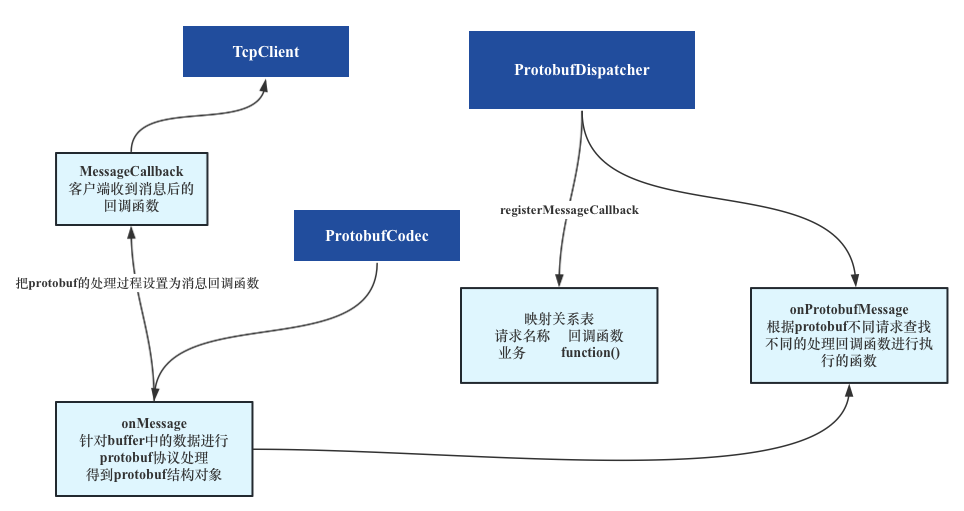 TcpClient
ProtobufDispatcher
MessageCallback
客户端收到消息后的
回调函数
registerMessageCallback
ProtobufCodec
把protobuf的处理过程设置为消息回调函数
映射关系表
请求名称 回调函数
业务 function()
onProtobufMessage
根据protobuf不同请求查找
不同的处理回调函数进行执
行的函数
onMessage
针对buffer中的数据进行
protobuf协议处理
得到protobuf结构对象